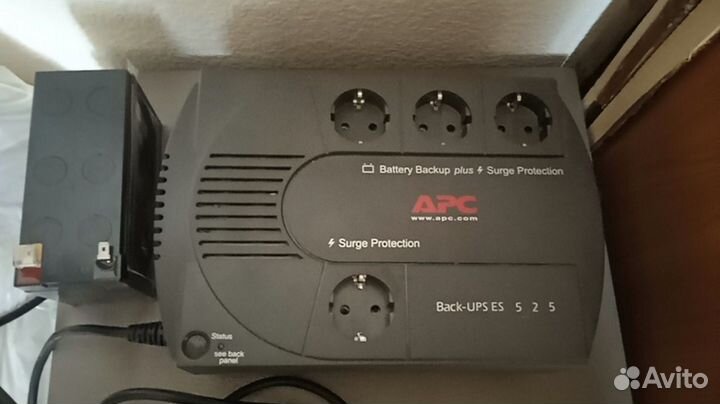 Battery Backup plus Surge Protection
APC
www.apc.com
Surge Protection
Back-UPS ES 5 2 5
Status
see back
panel
Avito